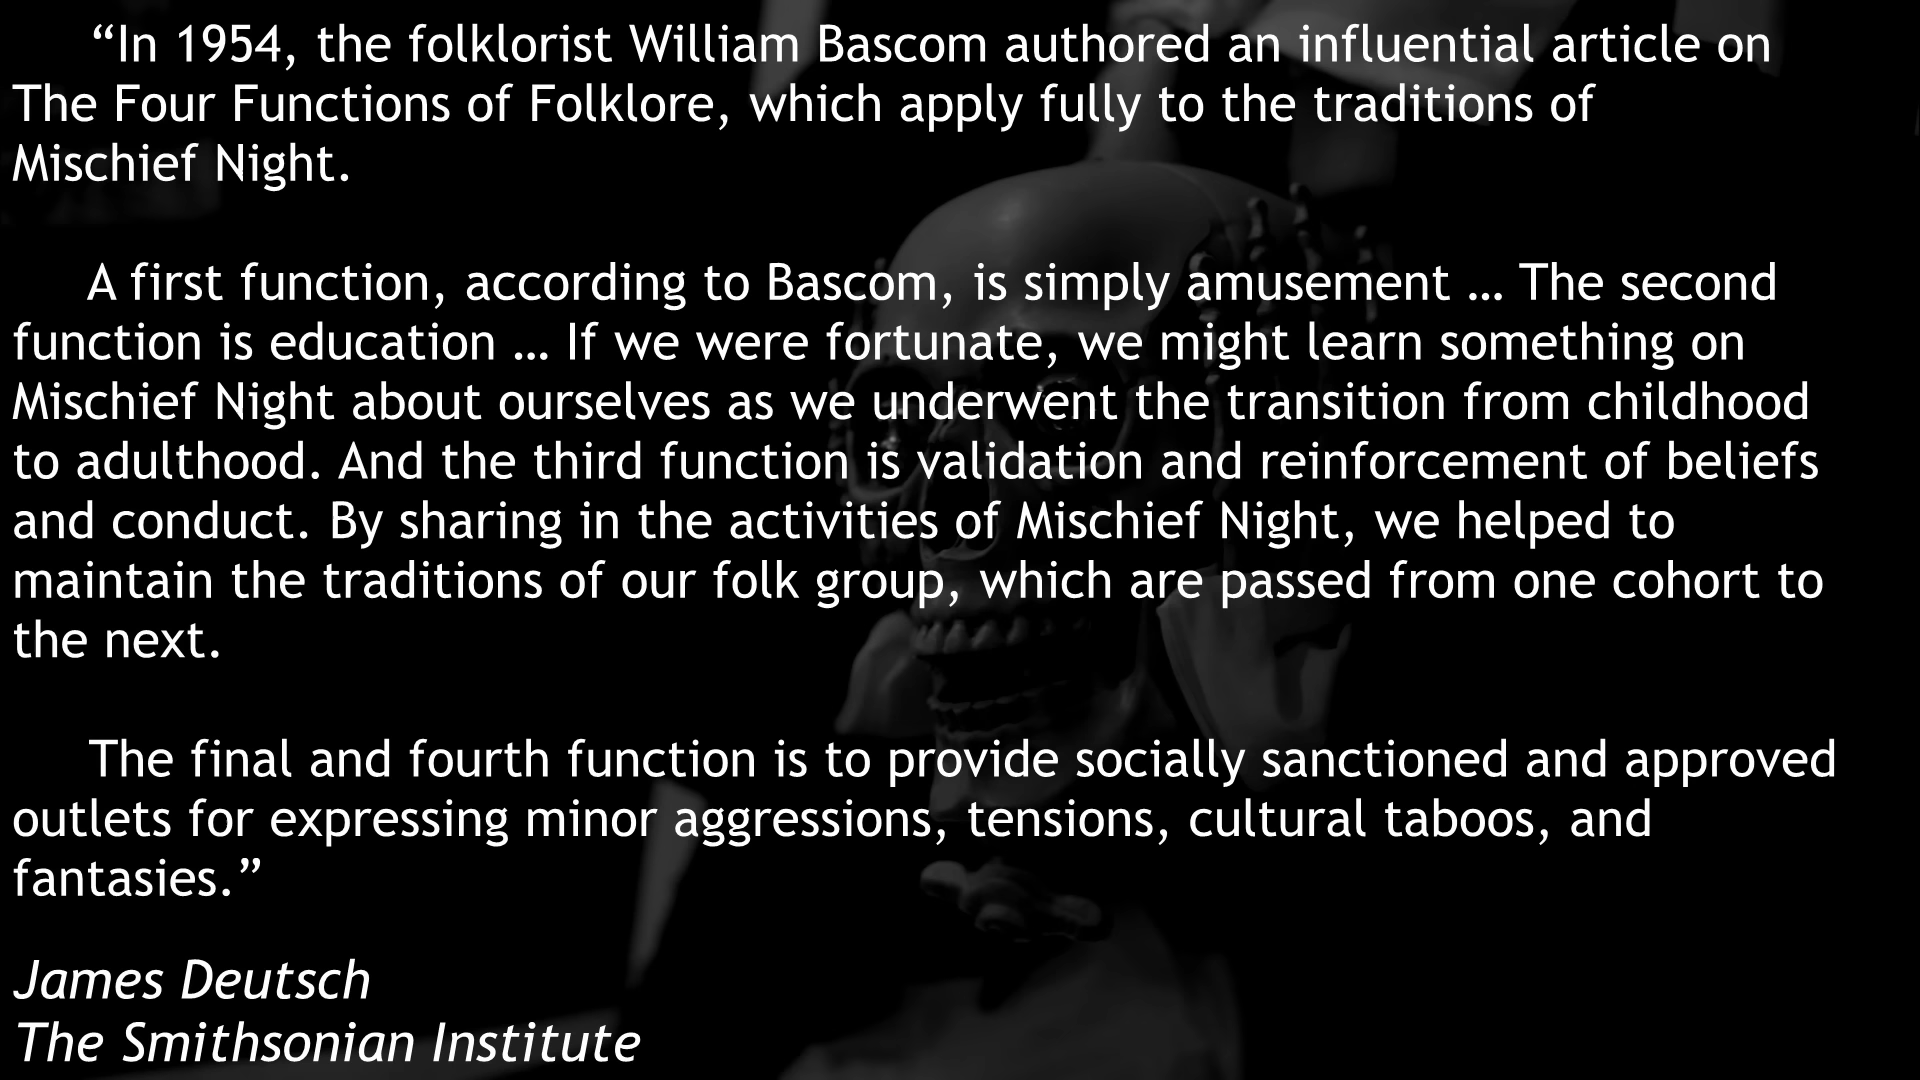 “In 1954, the folklorist William Bascom authored an influential article on
The Four Functions of Folklore, which apply fully to the traditions of
Mischief Night.
A first function, according to Bascom, is simply amusement … The second
function is education … If we were fortunate, we might learn something on
Mischief Night about ourselves as we underwent the transition from childhood
to adulthood. And the third function is validation and reinforcement of beliefs
and conduct. By sharing in the activities of Mischief Night, we helped to
maintain the traditions of our folk group, which are passed from one cohort to
the next.
The final and fourth function is to provide socially sanctioned and approved
outlets for expressing minor aggressions, tensions, cultural taboos, and
fantasies.”
James Deutsch
The Smithsonian Institute